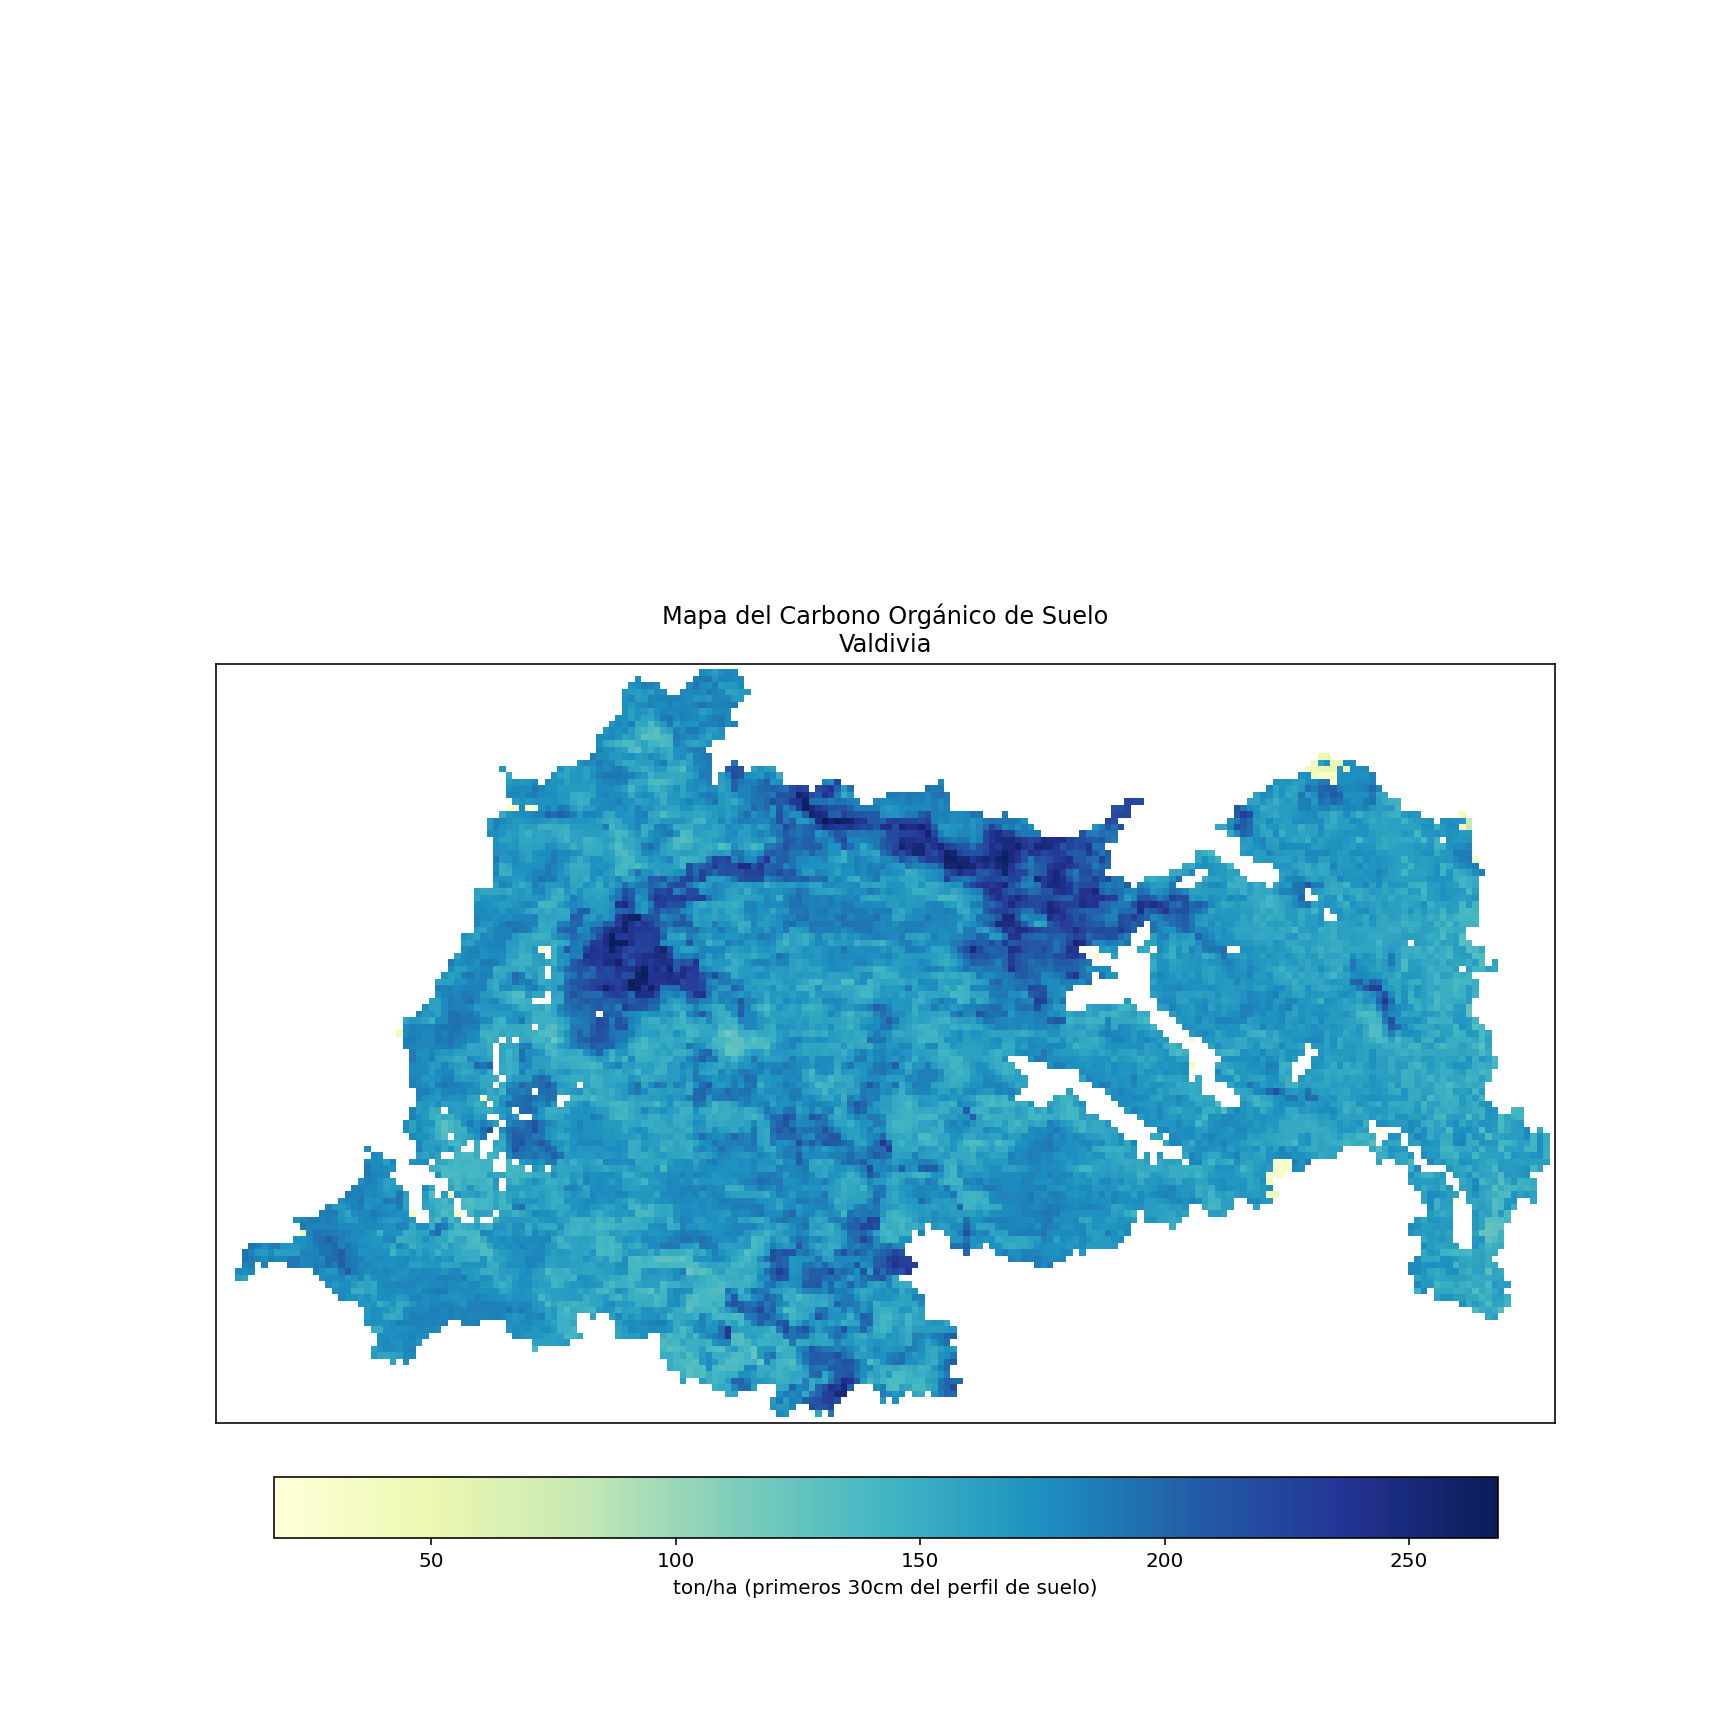 Mapa del Carbono Orgánico de Suelo
Valdivia
50 100 150 200 250
ton/ha (primeros 30cm del perfil de suelo)